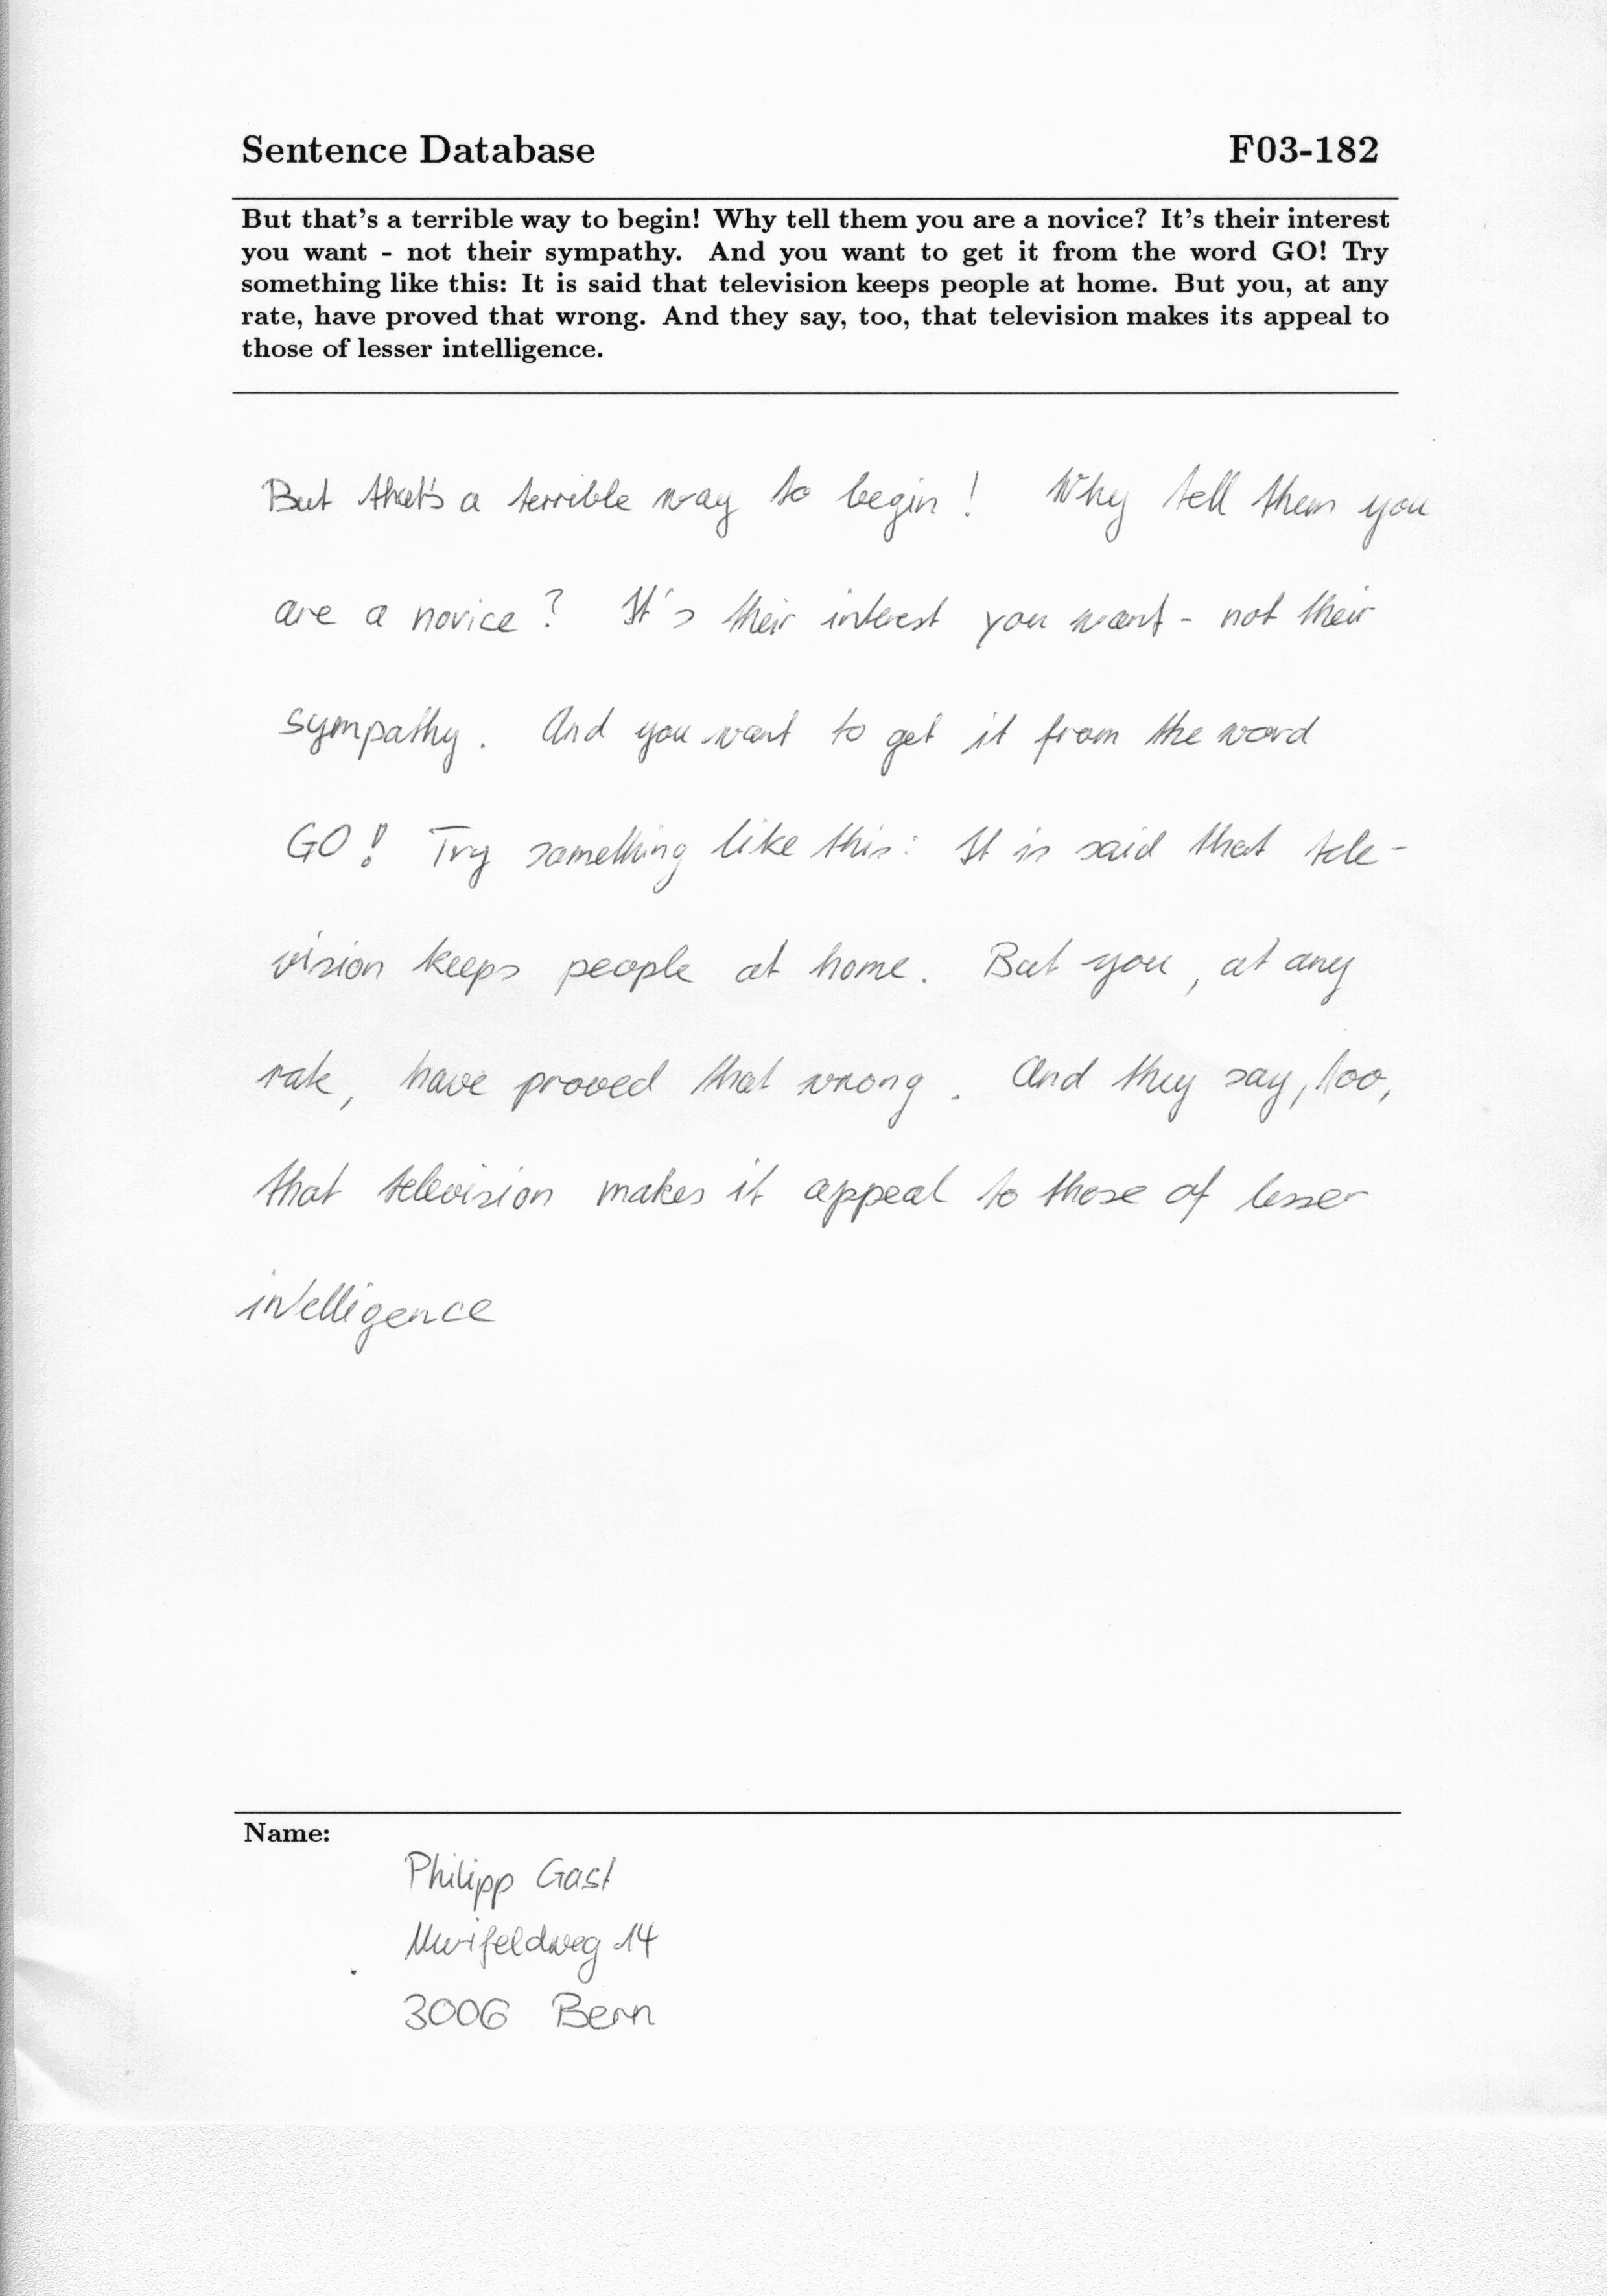 Sentence Database F03-182
But that's a terrible way to begin! Why tell them you are a novice? It's their interest
you want - not their sympathy. And you want to get it from the word GO! Try
something like this: It is said that television keeps people at home. But you, at any
rate, have proved that wrong. And they say, too, that television makes its appeal to
those of lesser intelligence.
But that's a terrible way to begin! Why tell them you
are a novice? It's their interest you want - not their
sympathy. And you want to get it from the word
GO! Try something like this: It is said that tele-
vision keeps people at home. But you, at any
rate, have proved that wrong. And they say, too,
that television makes it appeal to those of lesser
intelligence
Name:
Philipp Gast
Murifeldweg 14
3006 Bern